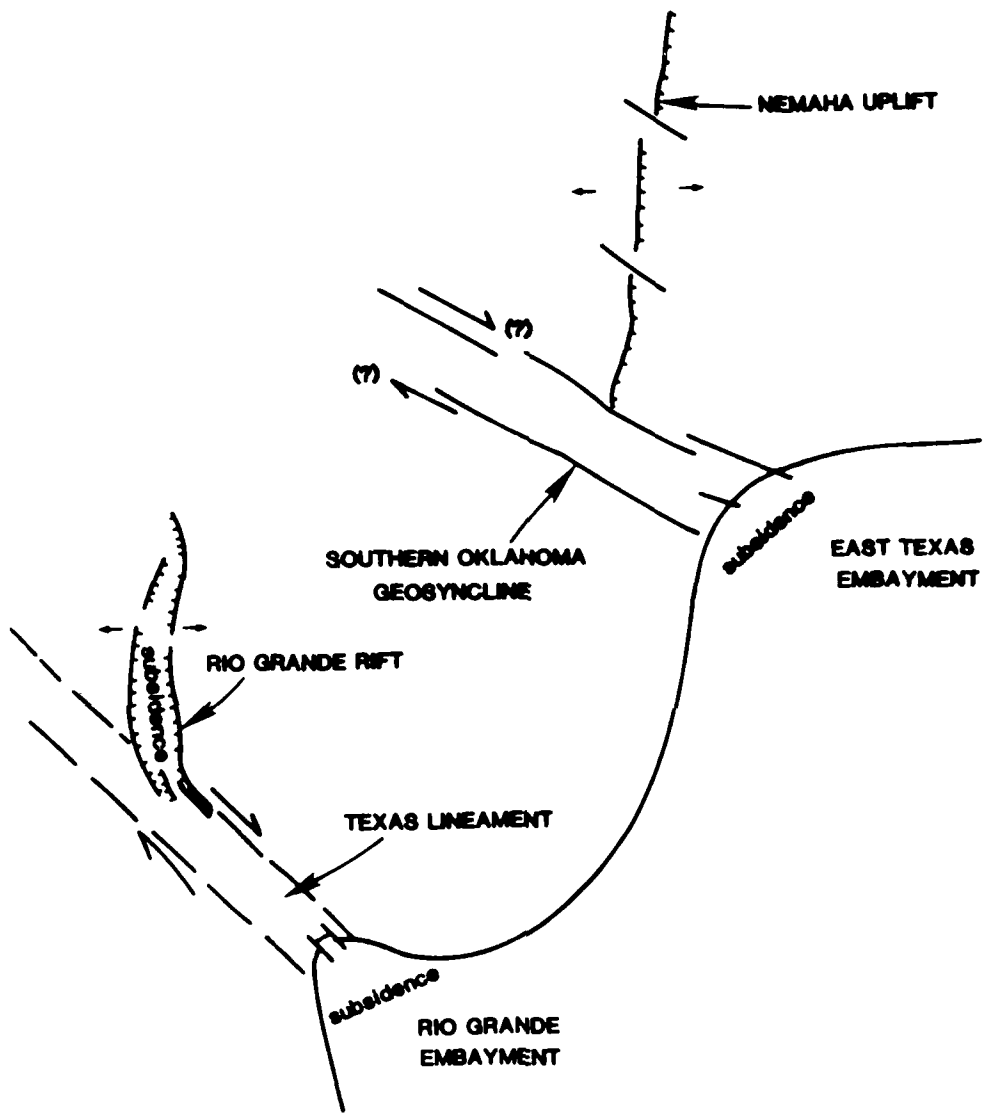 NEMAHA UPLIFT
(?)
(?)
subsidence
SOUTHERN OKLAHOMA
GEOSYNCLINE
EAST TEXAS
EMBAYMENT
subsidence
RIO GRANDE RIFT
TEXAS LINEAMENT
subsidence
RIO GRANDE
EMBAYMENT